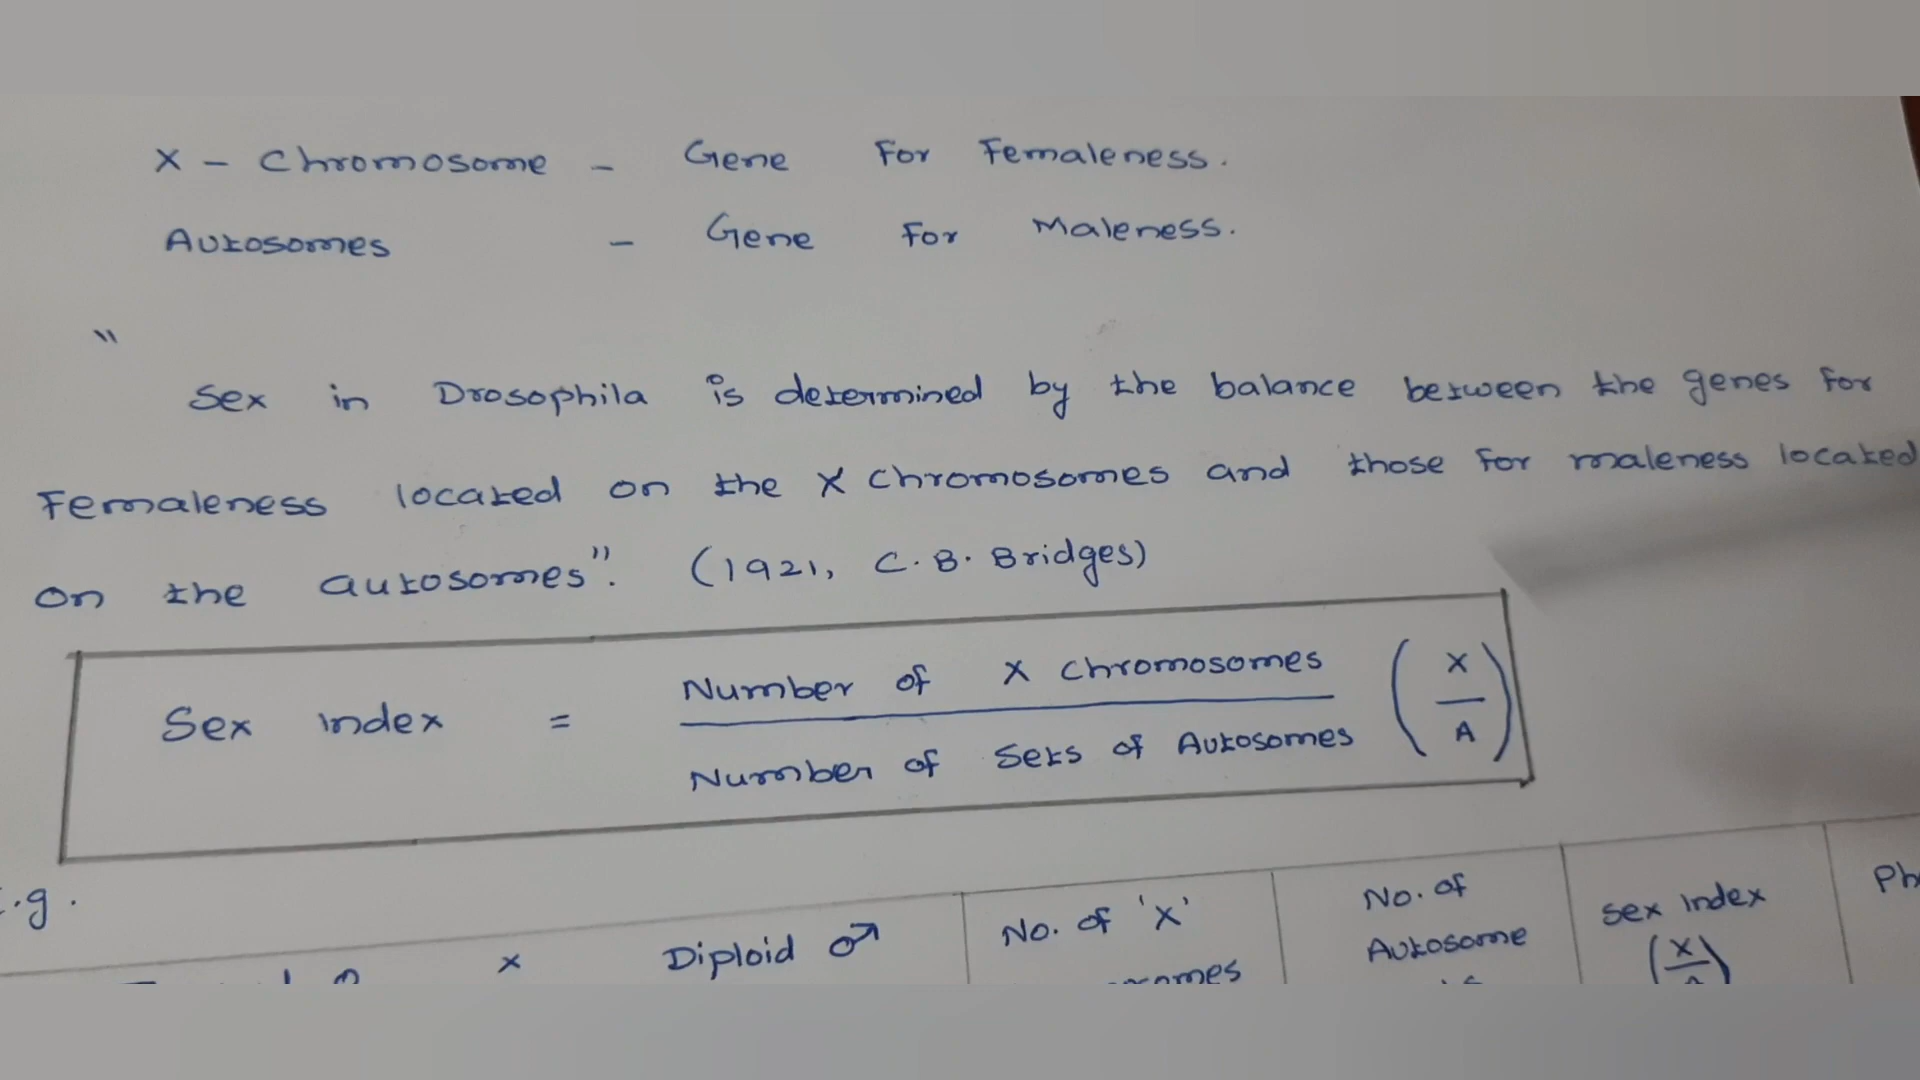 X - Chromosome - Gene For Femaleness.
Autosomes - Gene For Maleness.
"
Sex in Drosophila is determined by the balance between the genes for
Femaleness located on the X chromosomes and those for maleness located
on the autosomes". (1921, C.B. Bridges)
Sex index = Number of X chromosomes / Number of Sets of Autosomes (X/A)
.g.
x Diploid ♂ No. of 'X' No. of Autosome Sex index (X/